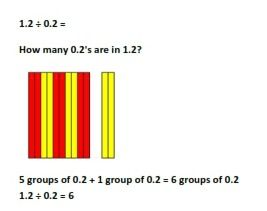 1.2 ÷ 0.2 =
How many 0.2's are in 1.2?
5 groups of 0.2 + 1 group of 0.2 = 6 groups of 0.2
1.2 ÷ 0.2 = 6